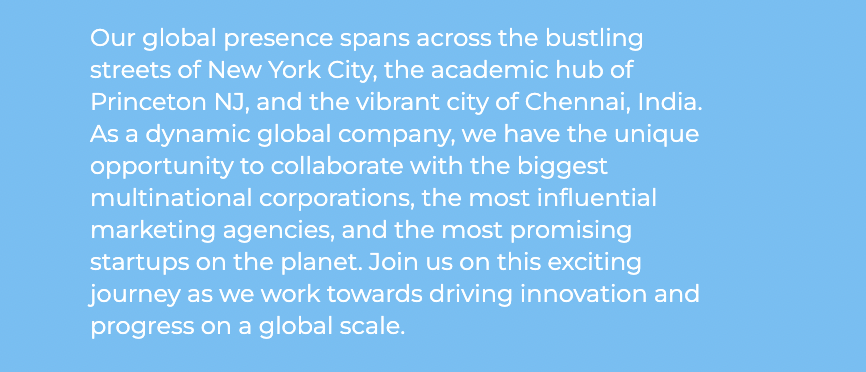 Our global presence spans across the bustling
streets of New York City, the academic hub of
Princeton NJ, and the vibrant city of Chennai, India.
As a dynamic global company, we have the unique
opportunity to collaborate with the biggest
multinational corporations, the most influential
marketing agencies, and the most promising
startups on the planet. Join us on this exciting
journey as we work towards driving innovation and
progress on a global scale.